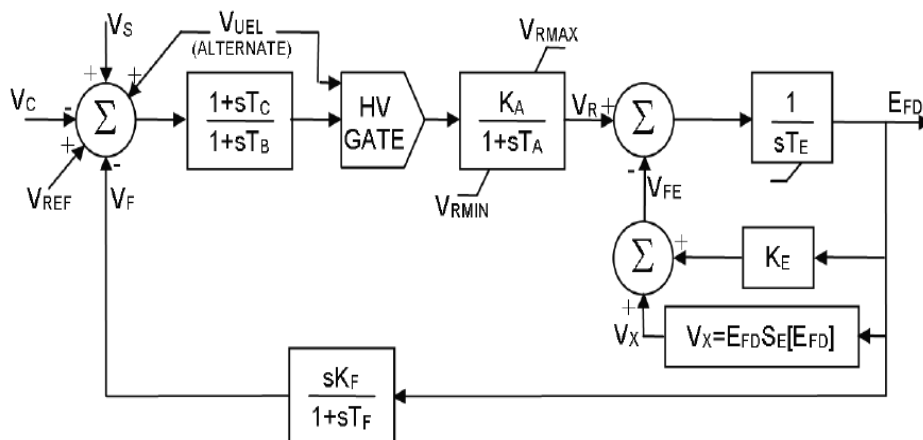 VS
VUEL
(ALTERNATE)
VRMAX
VC
+
+
-
+
-
Σ
1+sTC
1+sTB
HV
GATE
KA
1+sTA
VR
+
-
Σ
1
sTE
EFD
VREF
VF
VRMIN
VFE
Σ
+
+
KE
VX
VX=EFDSE[EFD]
sKF
1+sTF